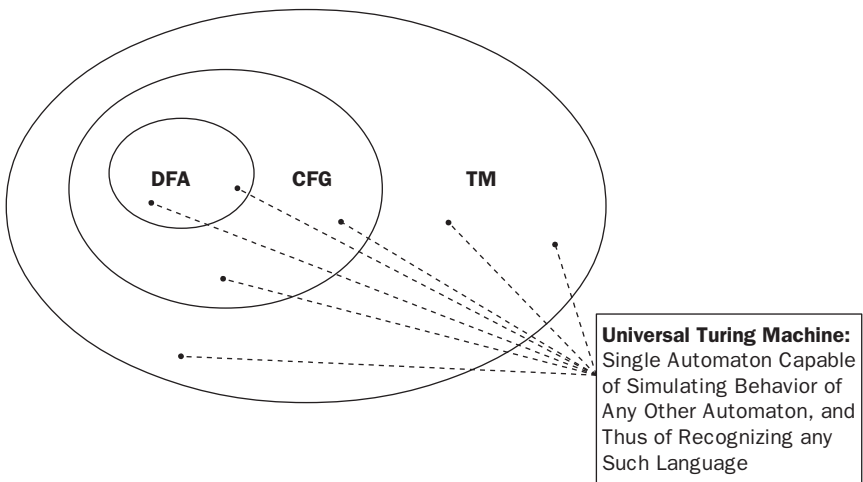 DFA CFG TM
Universal Turing Machine:
Single Automaton Capable
of Simulating Behavior of
Any Other Automaton, and
Thus of Recognizing any
Such Language